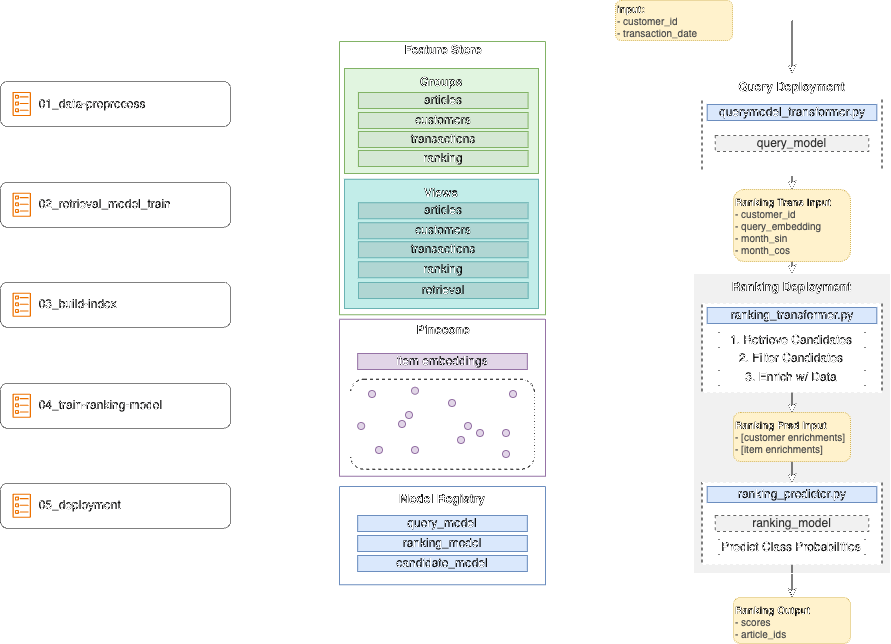 01_data-preprocess
02_retrieval_model_train
03_build-index
04_train-ranking-model
05_deployment
Feature Store
Groups
articles
customers
transactions
ranking
Views
articles
customers
transactions
ranking
retrieval
Pinecone
item embeddings
Model Registry
query_model
ranking_model
candidate_model
Input:
- customer_id
- transaction_date
Query Deployment
querymodel_transformer.py
query_model
Ranking Trans Input
- customer_id
- query_embedding
- month_sin
- month_cos
Ranking Deployment
ranking_transformer.py
1. Retrieve Candidates
2. Filter Candidates
3. Enrich w/ Data
Ranking Pred Input
- [customer enrichments]
- [item enrichments]
ranking_predictor.py
ranking_model
Predict Class Probabilities
Ranking Output
- scores
- article_ids